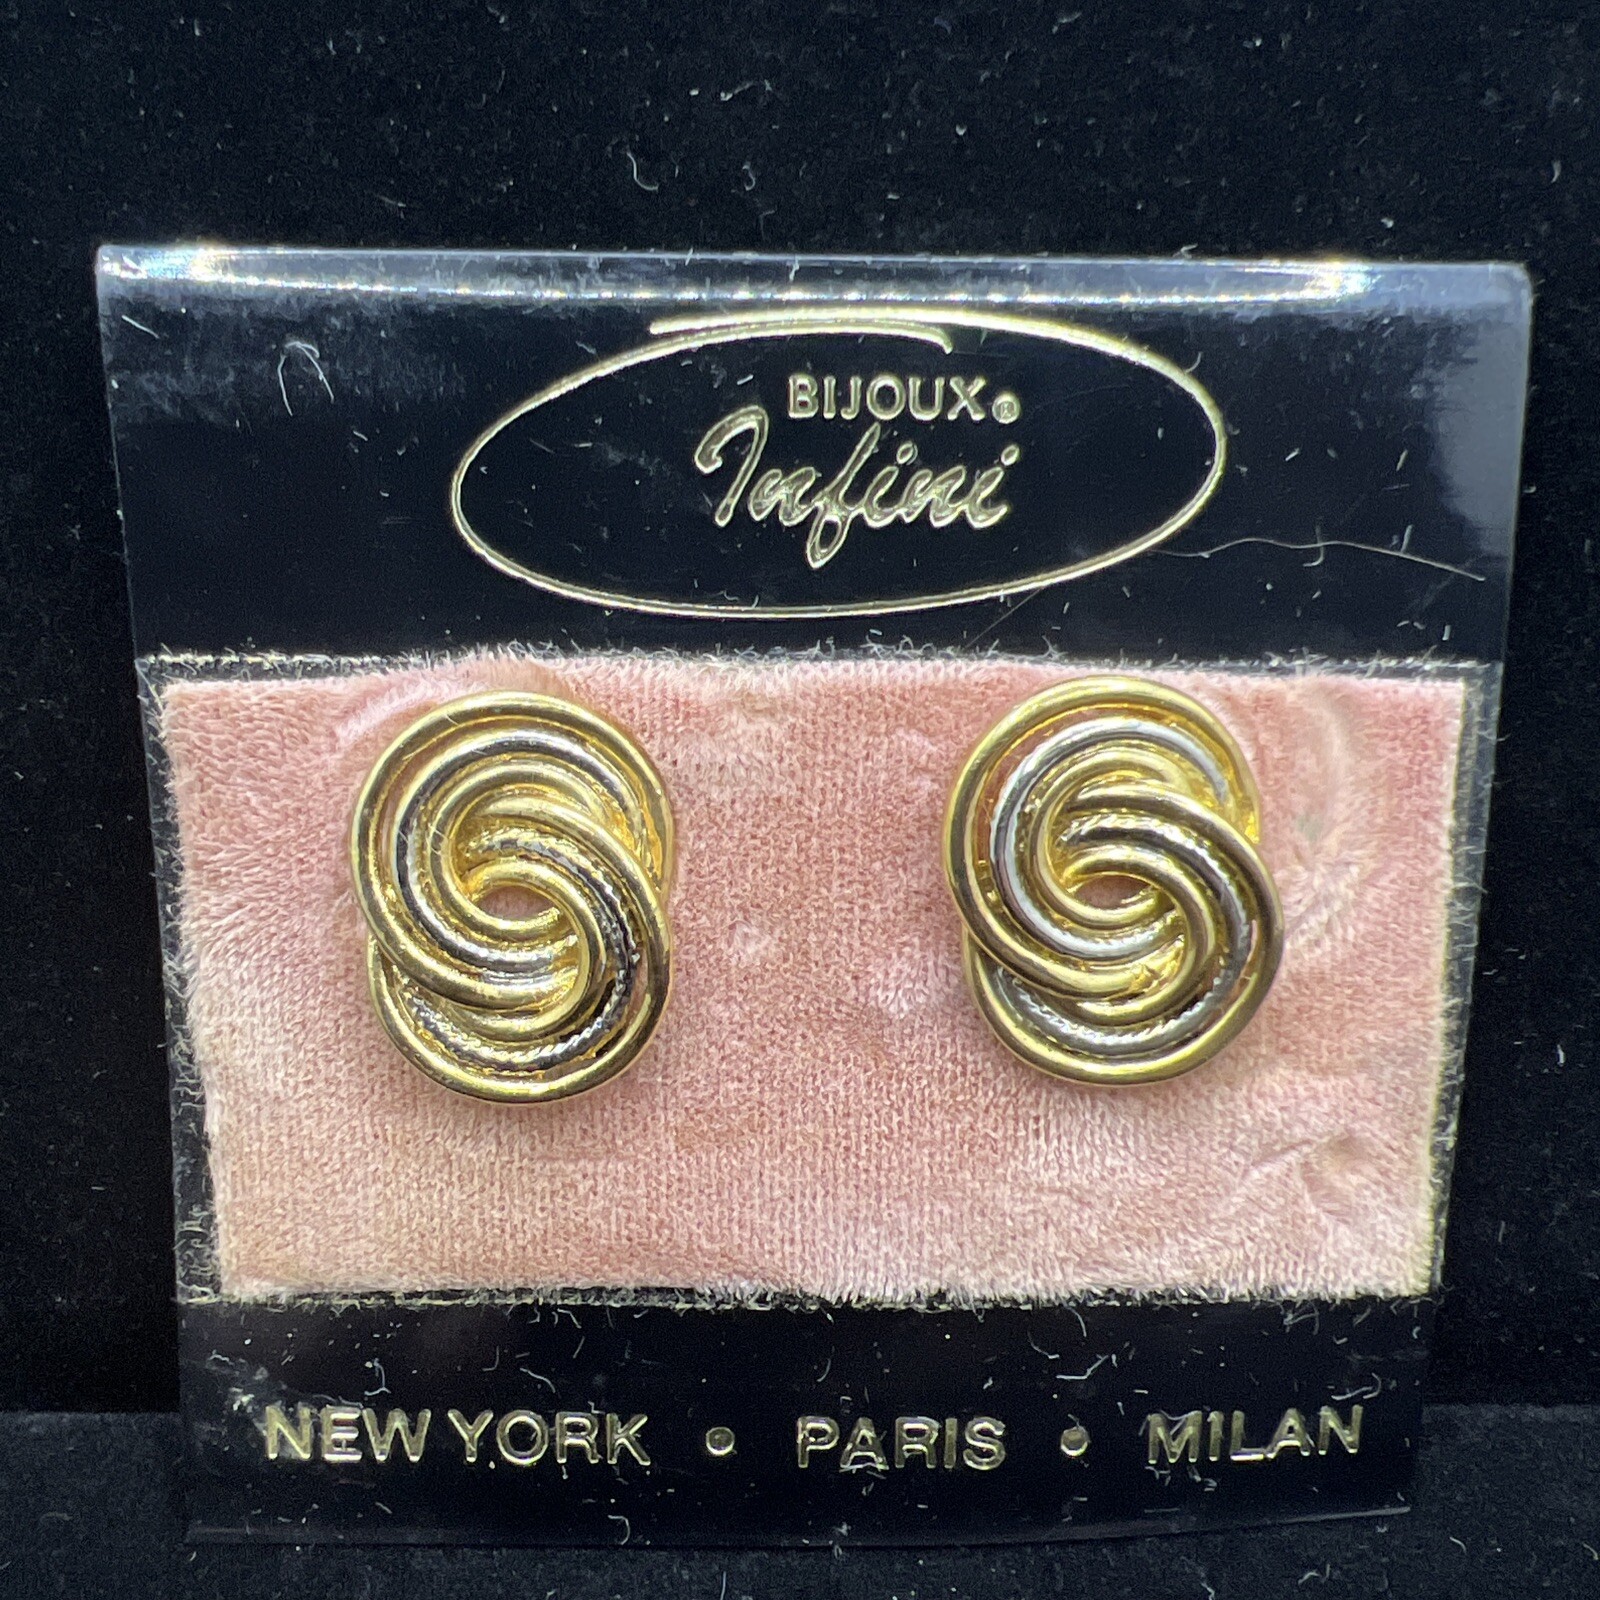 BIJOUX®
Infini
NEW YORK • PARIS • MILAN